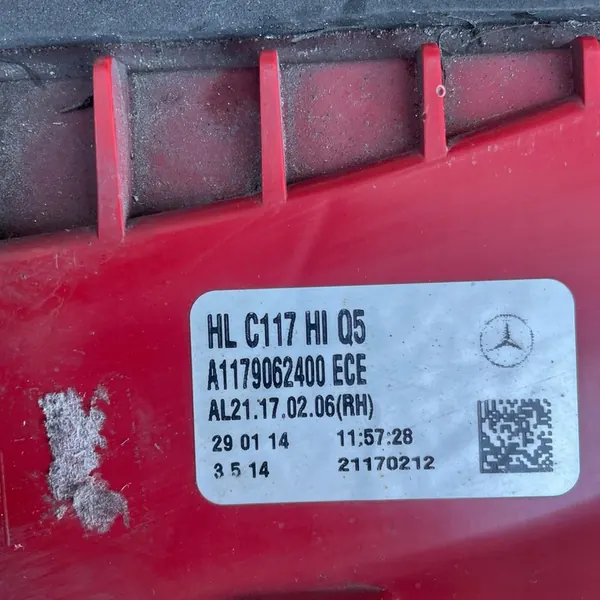 HL C117 HI Q5
A1179062400 ECE
AL21.17.02.06(RH)
29 01 14 11:57:28
3 5 14 21170212